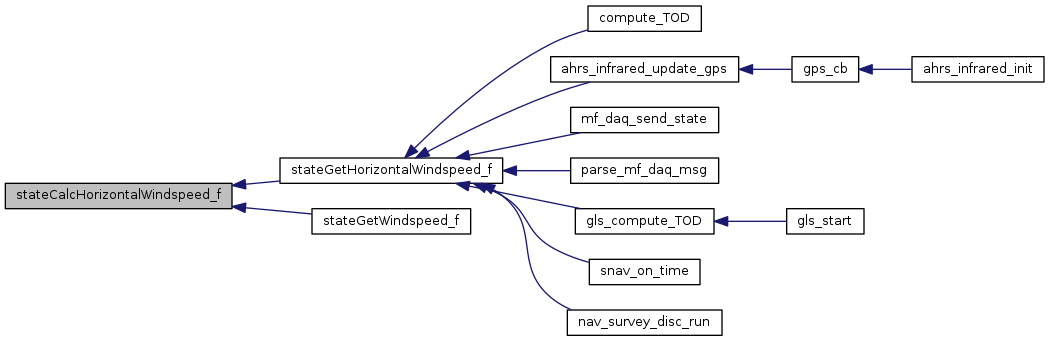 compute_TOD
ahrs_infrared_update_gps
gps_cb
ahrs_infrared_init
mf_daq_send_state
stateGetHorizontalWindspeed_f
parse_mf_daq_msg
stateCalcHorizontalWindspeed_f
stateGetWindspeed_f
gls_compute_TOD
gls_start
snav_on_time
nav_survey_disc_run